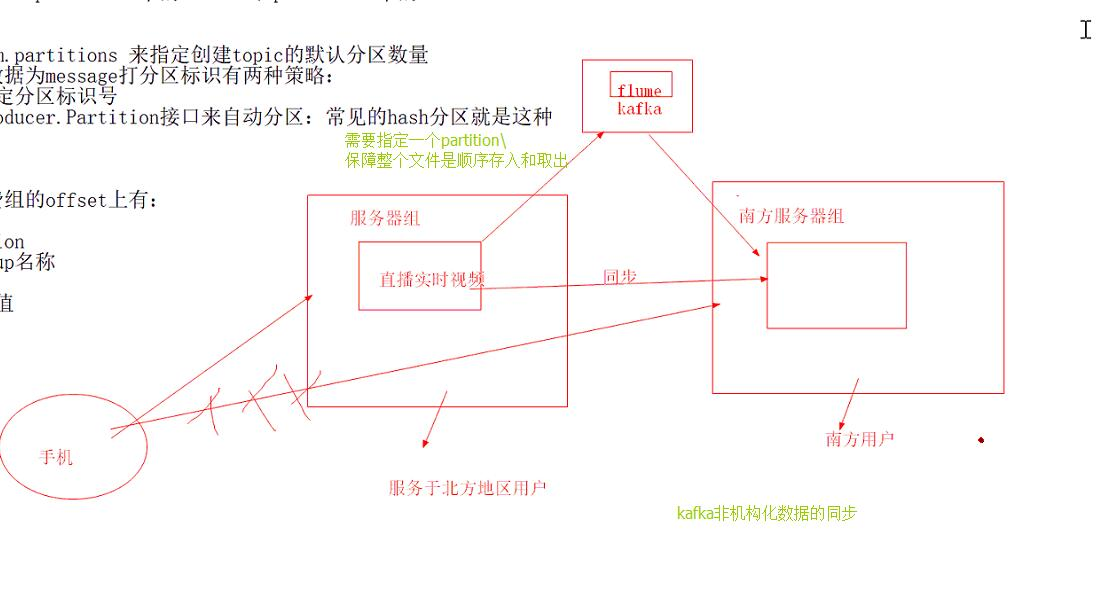 n.partitions 来指定创建topic的默认分区数量
数据为message打分区标识有两种策略：
定分区标识号
oducer.Partition接口来自动分区：常见的hash分区就是这种
需要指定一个partition\
保障整个文件是顺序存入和取出
flume
kafka
组的offset上有：
ion
up名称
值
服务器组
直播实时视频
同步
南方服务器组
手机
服务于北方地区用户
南方用户
kafka非机构化数据的同步